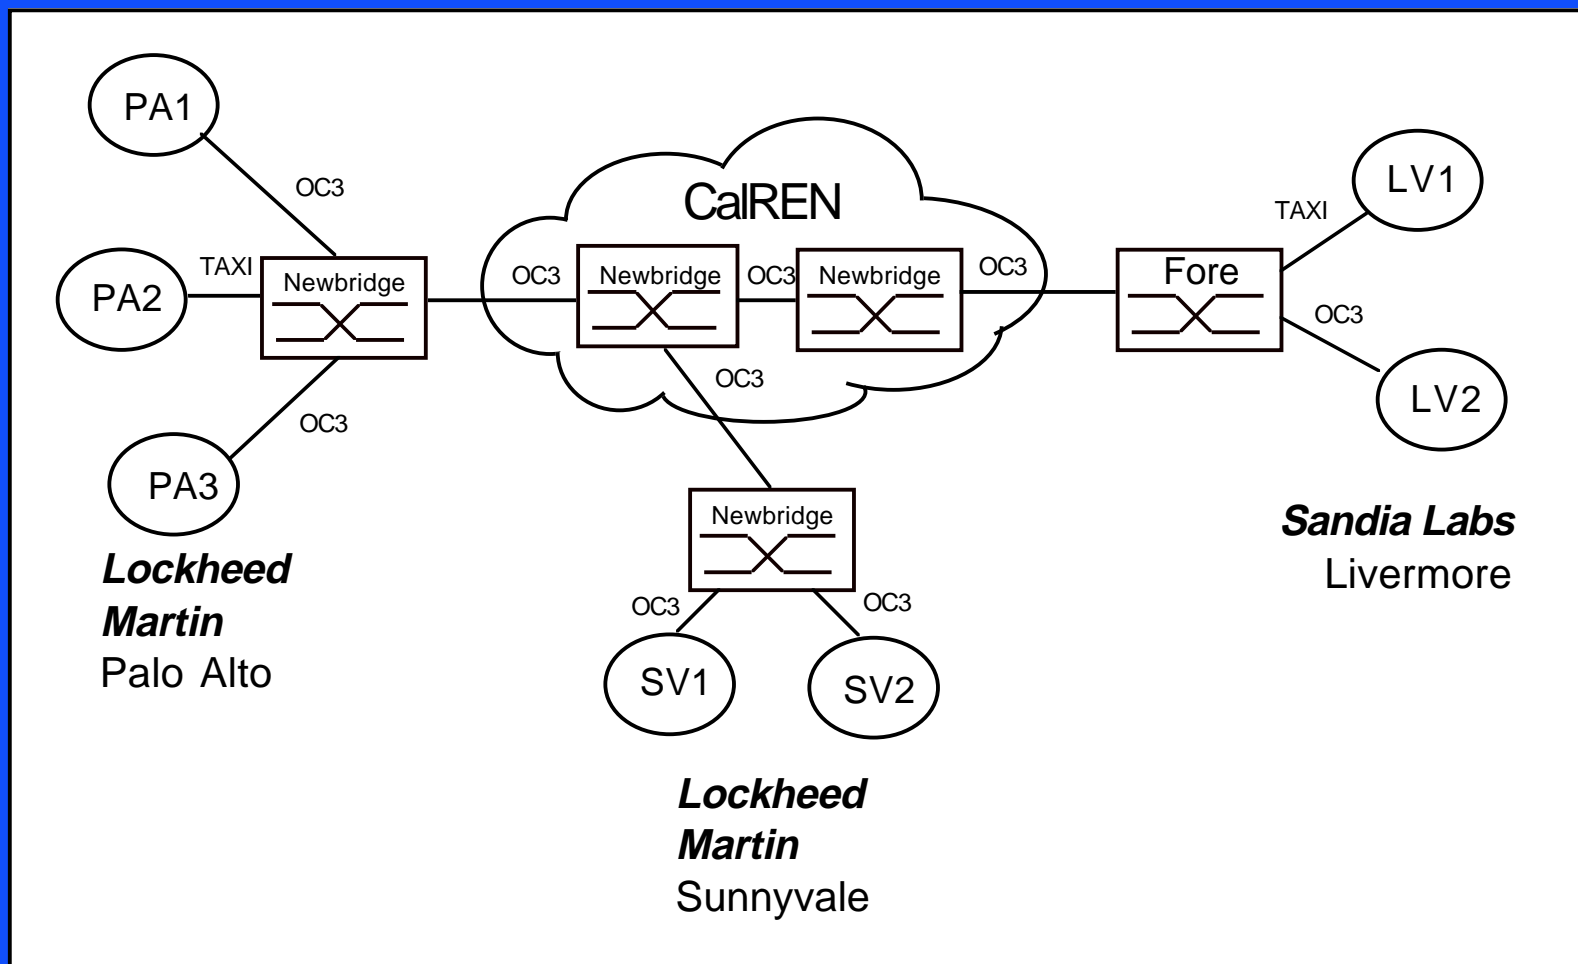 PA1
OC3
CalREN
LV1
TAXI
TAXI
Newbridge
OC3
Newbridge
OC3
Newbridge
OC3
Fore
PA2
OC3
OC3
LV2
OC3
PA3
Newbridge
Sandia Labs
Livermore
Lockheed
Martin
Palo Alto
OC3
OC3
SV1
SV2
Lockheed
Martin
Sunnyvale